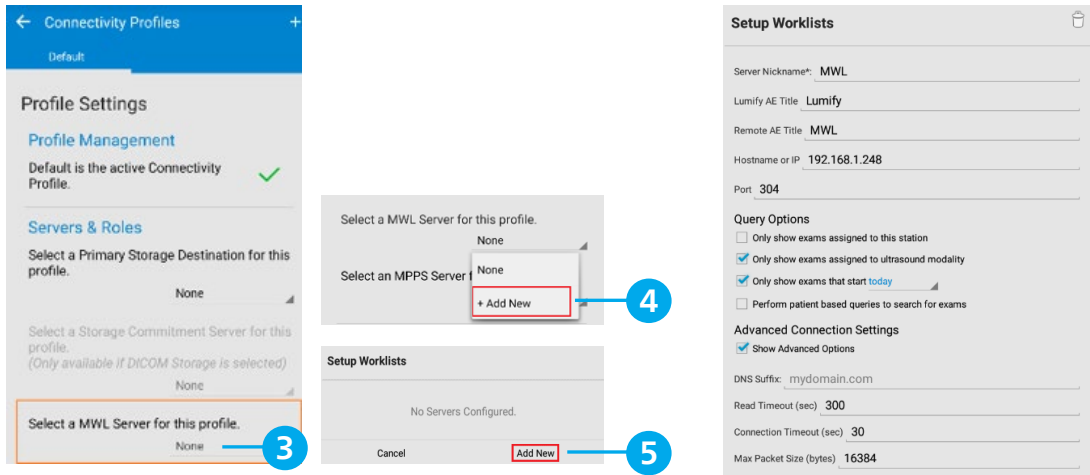 Connectivity Profiles +
Default
Profile Settings
Profile Management
Default is the active Connectivity
Profile.
Servers & Roles
Select a Primary Storage Destination for this
profile.
None
Select a Storage Commitment Server for this
profile.
(Only available if DICOM Storage is selected)
None
Select a MWL Server for this profile.
None
3
Select a MWL Server for this profile.
None
Select an MPPS Server f
None
+ Add New
4
Setup Worklists
No Servers Configured.
Cancel Add New
5
Setup Worklists
Server Nickname*: MWL
Lumify AE Title Lumify
Remote AE Title MWL
Hostname or IP 192.168.1.248
Port 304
Query Options
Only show exams assigned to this station
Only show exams assigned to ultrasound modality
Only show exams that start today
Perform patient based queries to search for exams
Advanced Connection Settings
Show Advanced Options
DNS Suffix: mydomain.com
Read Timeout (sec) 300
Connection Timeout (sec) 30
Max Packet Size (bytes) 16384